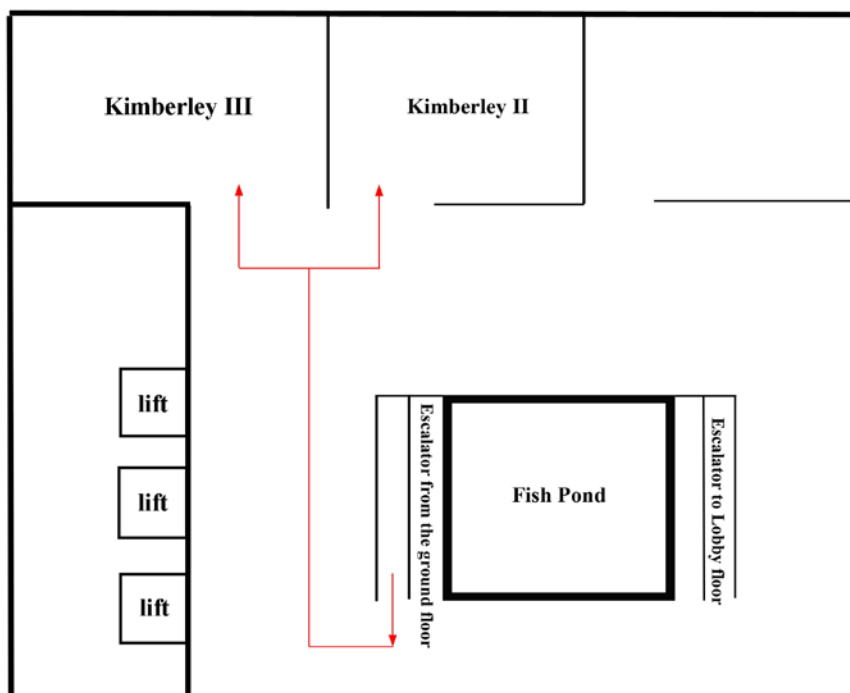 Kimberley III
Kimberley II
lift
lift
lift
Escalator from the ground floor
Fish Pond
Escalator to Lobby floor